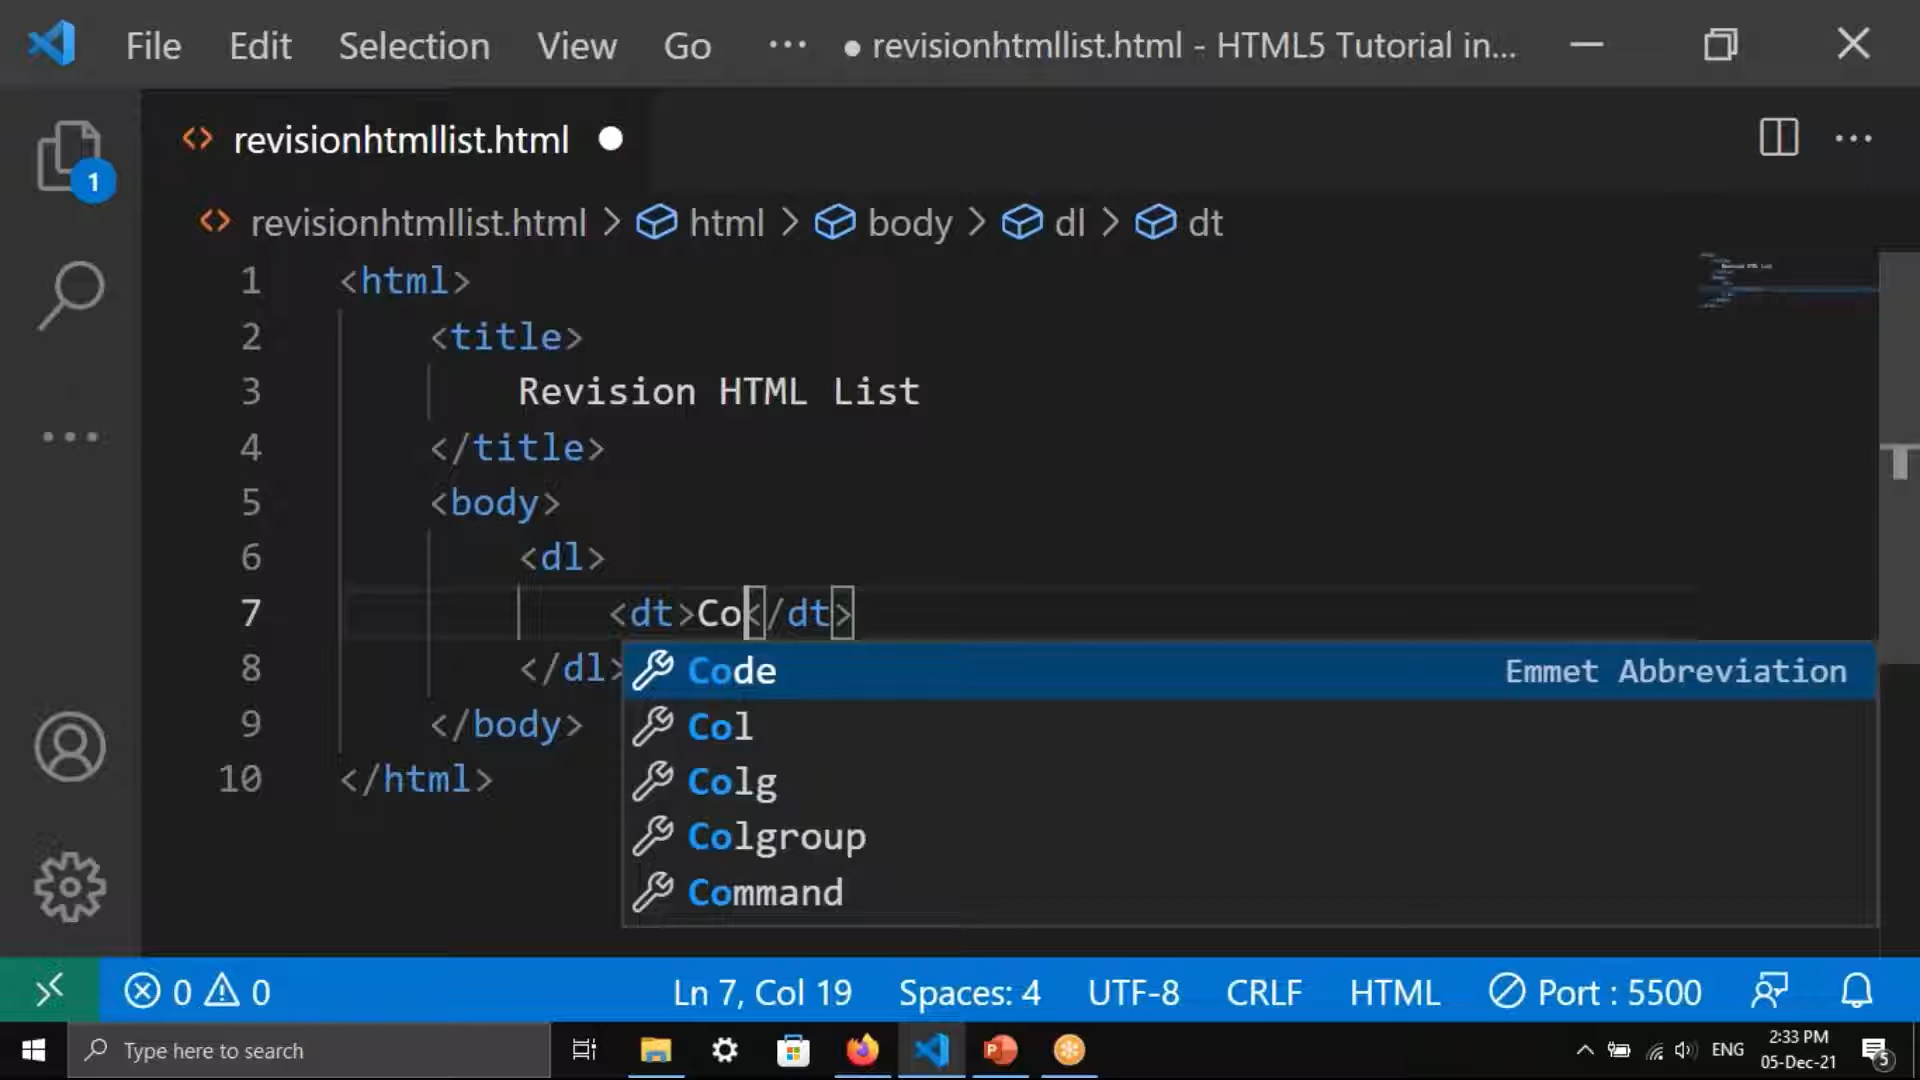 File Edit Selection View Go ··· ● revisionhtmllist.html - HTML5 Tutorial in...
<> revisionhtmllist.html ●
1
<> revisionhtmllist.html > html > body > dl > dt
1 <html>
2 <title>
3 Revision HTML List
4 </title>
5 <body>
6 <dl>
7 <dt>Co</dt>
8 </dl>
Code Emmet Abbreviation
Col
9 </body>
10 </html>
Colg
Colgroup
Command
0 0 Ln 7, Col 19 Spaces: 4 UTF-8 CRLF HTML Port : 5500
Type here to search
ENG
2:33 PM
05-Dec-21
5